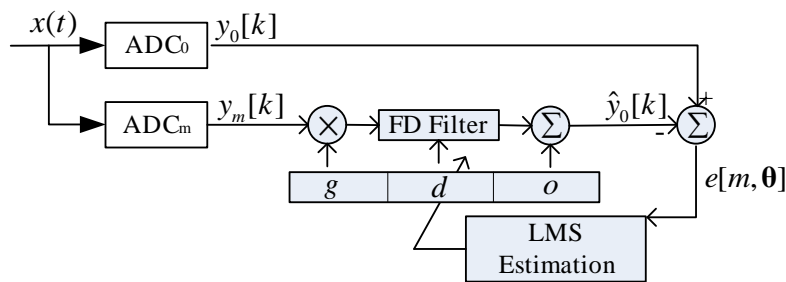 x(t)
ADC₀
y₀[k]
ADCₘ
yₘ[k]
×
FD Filter
Σ
ŷ₀[k]
+
-
Σ
g
d
o
e[m, θ]
LMS
Estimation